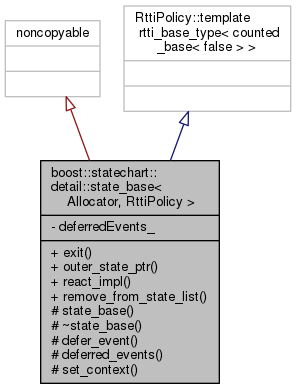 noncopyable
RttiPolicy::template
rtti_base_type< counted
_base< false > >
boost::statechart::
detail::state_base<
Allocator, RttiPolicy >
- deferredEvents_
+ exit()
+ outer_state_ptr()
+ react_impl()
+ remove_from_state_list()
# state_base()
# ~state_base()
# defer_event()
# deferred_events()
# set_context()